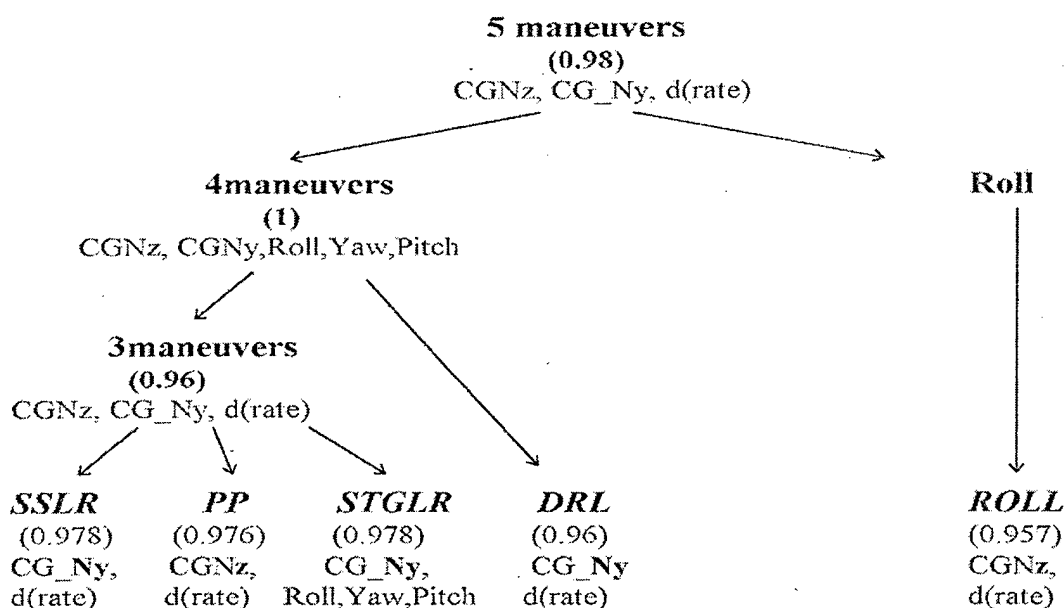 5 maneuvers
(0.98)
CGNz, CG_Ny, d(rate)
4maneuvers
(1)
CGNz, CGNy,Roll,Yaw,Pitch
Roll
3maneuvers
(0.96)
CGNz, CG_Ny, d(rate)
SSLR PP STGLR DRL ROLL
(0.978) (0.976) (0.978) (0.96) (0.957)
CG_Ny, CGNz, CG_Ny, CG_Ny CGNz,
d(rate) d(rate) Roll,Yaw,Pitch d(rate) d(rate)